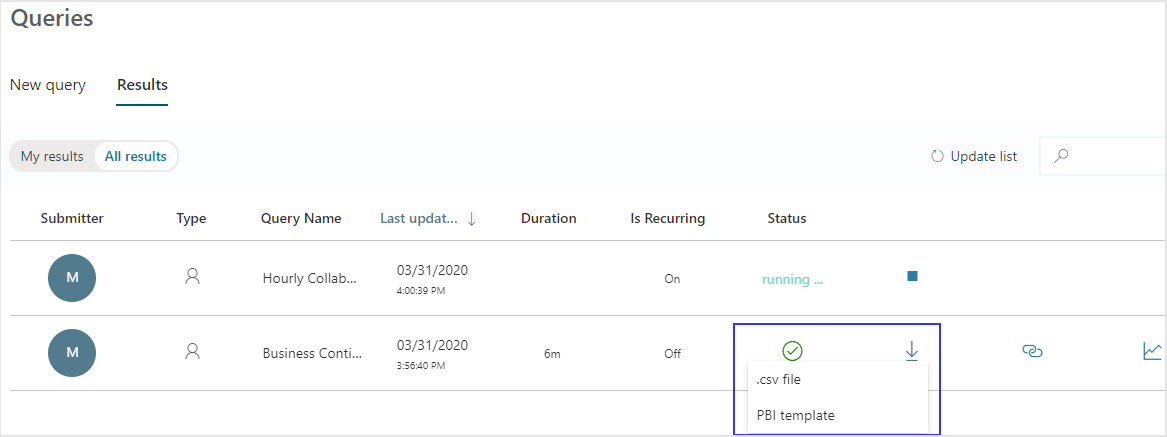 Queries
New query Results
My results All results Update list
Submitter Type Query Name Last updat... Duration Is Recurring Status
M Hourly Collab... 03/31/2020 On running ...
4:00:39 PM
M Business Conti... 03/31/2020 6m Off
3:56:40 PM
.csv file
PBI template